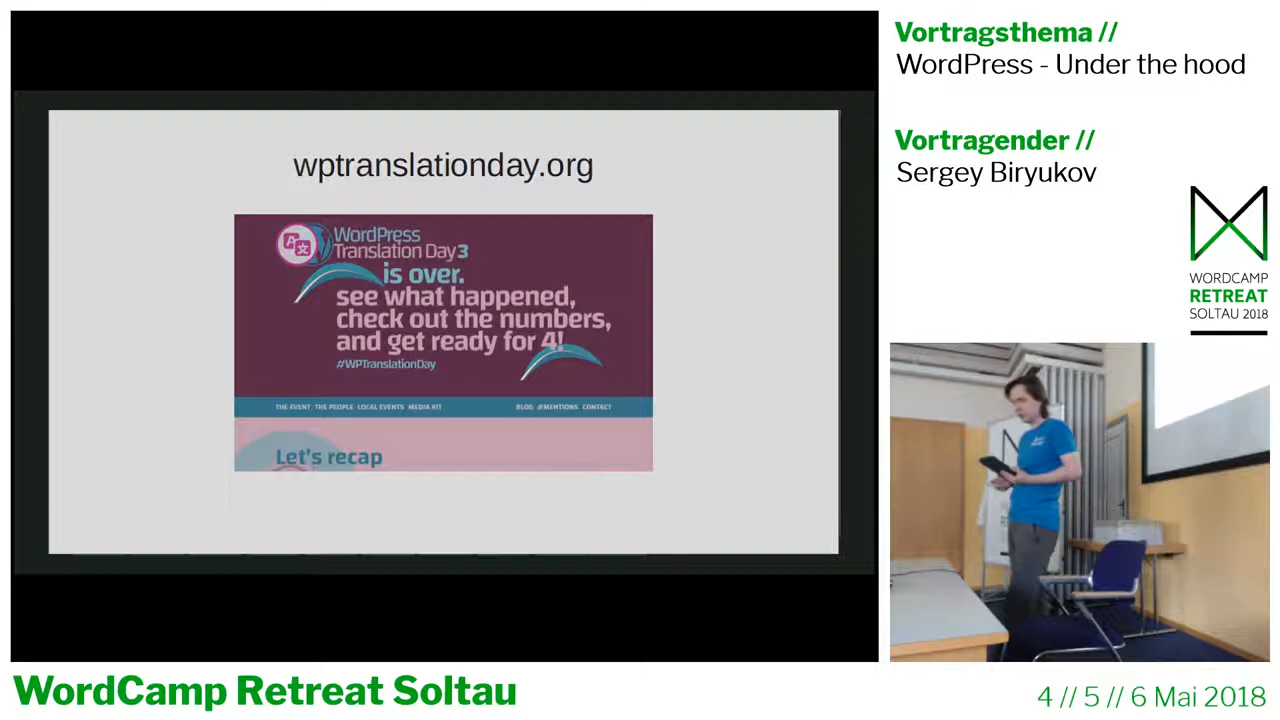 wptranslationday.org
WordPress
Translation Day 3
is over.
see what happened,
check out the numbers,
and get ready for 4!
#WPTranslationDay
THE EVENT THE PEOPLE LOCAL EVENTS MEDIA KIT BLOG #MENTIONS CONTACT
Let's recap
Vortragsthema //
WordPress - Under the hood
Vortragender //
Sergey Biryukov
WORDCAMP
RETREAT
SOLTAU 2018
WordCamp Retreat Soltau
4 // 5 // 6 Mai 2018